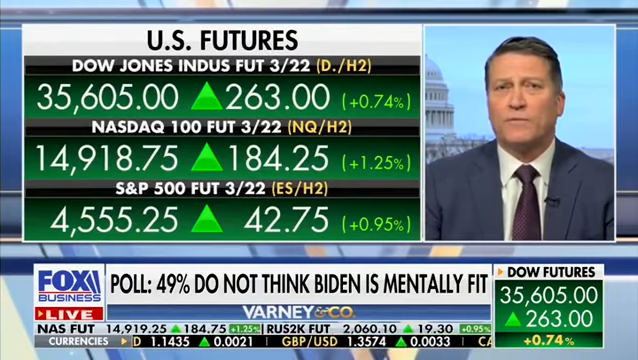 U.S. FUTURES
DOW JONES INDUS FUT 3/22 (D./H2)
35,605.00 ▲ 263.00 (+0.74%)
NASDAQ 100 FUT 3/22 (NQ/H2)
14,918.75 ▲ 184.25 (+1.25%)
S&P 500 FUT 3/22 (ES/H2)
4,555.25 ▲ 42.75 (+0.95%)
FOX
BUSINESS
LIVE
POLL: 49% DO NOT THINK BIDEN IS MENTALLY FIT
VARNEY&CO.
DOW FUTURES
35,605.00
▲ 263.00
+0.74%
NAS FUT 14,919.25 ▲ 184.75 +1.25% RUS2K FUT 2,060.10 ▲ 19.30 +0.95%
CURRENCIES D 1.1435 ▲ 0.0021 GBP/USD 1.3574 ▲ 0.0033 CA